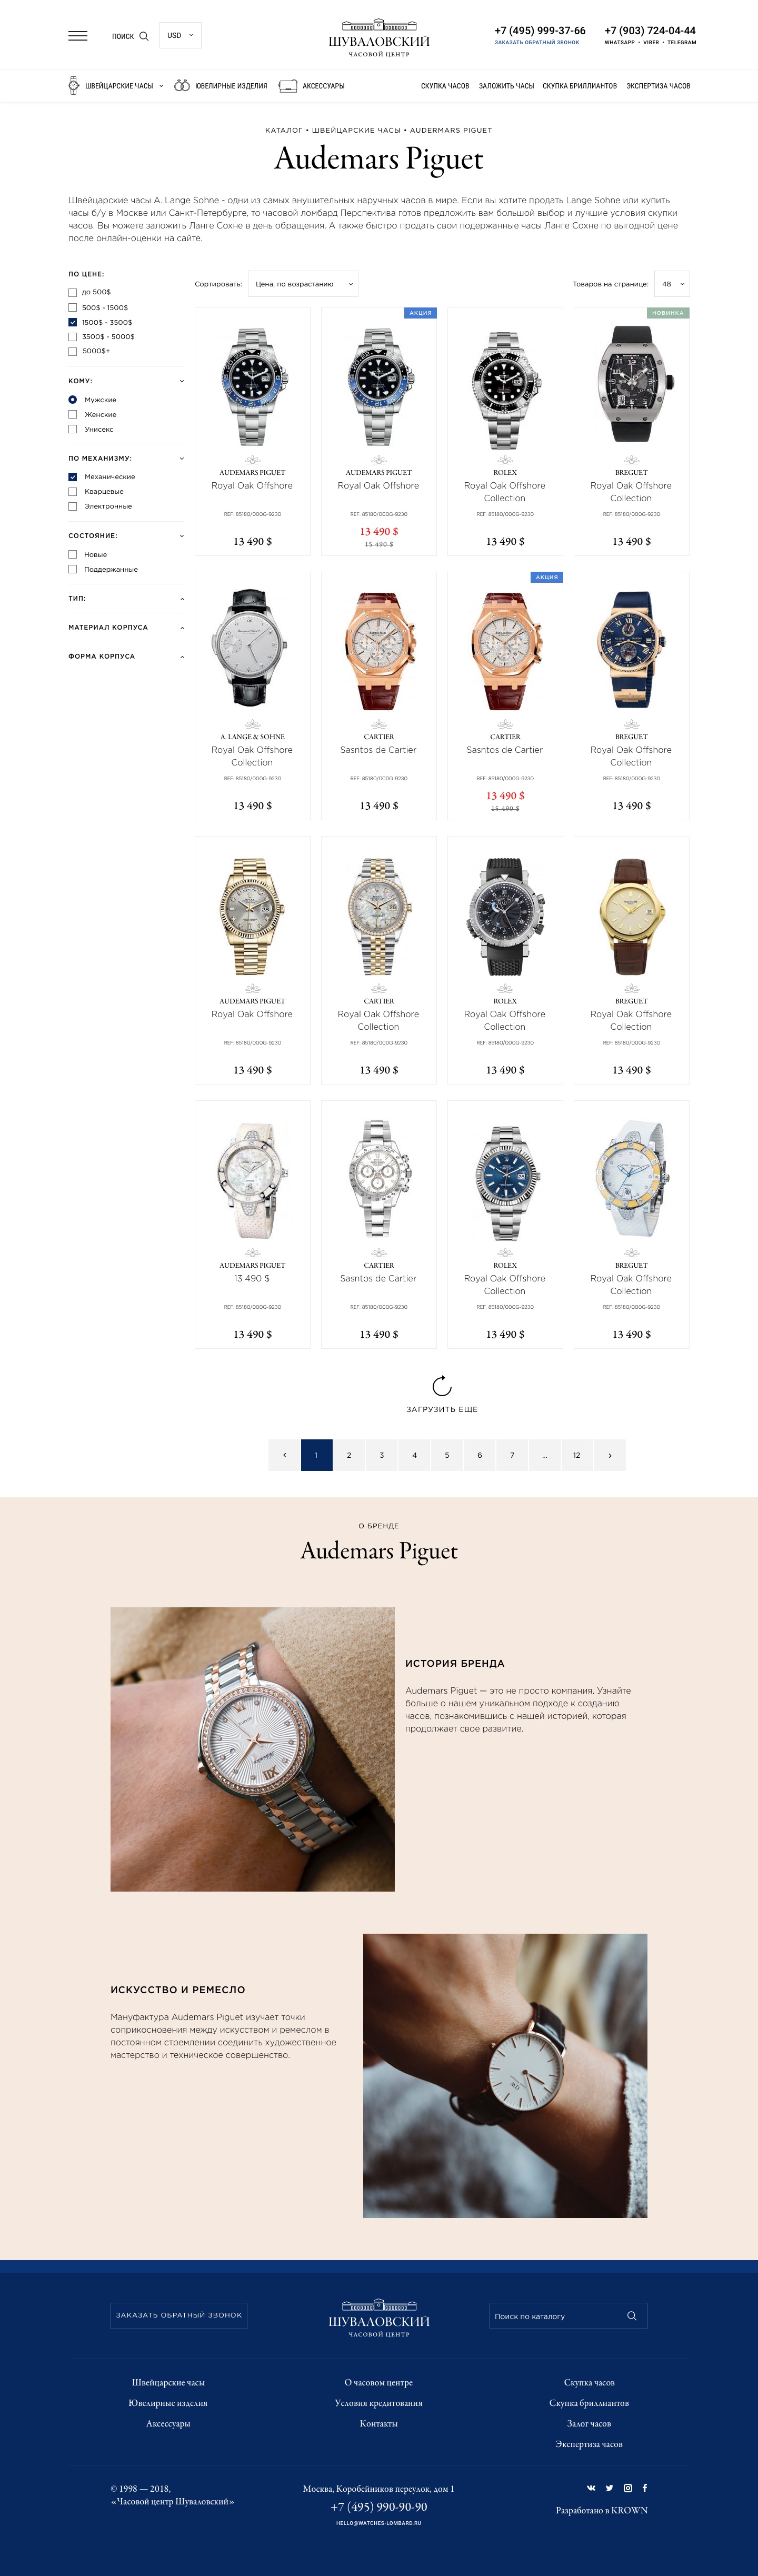 ПОИСК
USD
ШУВАЛОВСКИЙ
ЧАСОВОЙ ЦЕНТР
+7 (495) 999-37-66
ЗАКАЗАТЬ ОБРАТНЫЙ ЗВОНОК
+7 (903) 724-04-44
WHATSAPP • VIBER • TELEGRAM
ШВЕЙЦАРСКИЕ ЧАСЫ
ЮВЕЛИРНЫЕ ИЗДЕЛИЯ
АКСЕССУАРЫ
СКУПКА ЧАСОВ
ЗАЛОЖИТЬ ЧАСЫ
СКУПКА БРИЛЛИАНТОВ
ЭКСПЕРТИЗА ЧАСОВ
КАТАЛОГ • ШВЕЙЦАРСКИЕ ЧАСЫ • AUDERMARS PIGUET
Audemars Piguet
Швейцарские часы A. Lange Sohne - одни из самых внушительных наручных часов в мире. Если вы хотите продать Lange Sohne или купить
часы б/у в Москве или Санкт-Петербурге, то часовой ломбард Перспектива готов предложить вам большой выбор и лучшие условия скупки
часов. Вы можете заложить Ланге Сохне в день обращения. А также быстро продать свои подержанные часы Ланге Сохне по выгодной цене
после онлайн-оценки на сайте.
ПО ЦЕНЕ:
до 500$
500$ - 1500$
1500$ - 3500$
3500$ - 5000$
5000$+
КОМУ:
Мужские
Женские
Унисекс
ПО МЕХАНИЗМУ:
Механические
Кварцевые
Электронные
СОСТОЯНИЕ:
Новые
Поддержанные
ТИП:
МАТЕРИАЛ КОРПУСА
ФОРМА КОРПУСА
Сортировать:
Цена, по возрастанию
Товаров на странице:
48
AUDEMARS PIGUET
Royal Oak Offshore
REF: 85180/000G-9230
13 490 $
АКЦИЯ
AUDEMARS PIGUET
Royal Oak Offshore
REF: 85180/000G-9230
13 490 $
15 490 $
ROLEX
Royal Oak Offshore
Collection
REF: 85180/000G-9230
13 490 $
НОВИНКА
BREGUET
Royal Oak Offshore
Collection
REF: 85180/000G-9230
13 490 $
A. LANGE & SOHNE
Royal Oak Offshore
Collection
REF: 85180/000G-9230
13 490 $
CARTIER
Sasntos de Cartier
REF: 85180/000G-9230
13 490 $
АКЦИЯ
CARTIER
Sasntos de Cartier
REF: 85180/000G-9230
13 490 $
15 490 $
BREGUET
Royal Oak Offshore
Collection
REF: 85180/000G-9230
13 490 $
AUDEMARS PIGUET
Royal Oak Offshore
REF: 85180/000G-9230
13 490 $
CARTIER
Royal Oak Offshore
Collection
REF: 85180/000G-9230
13 490 $
ROLEX
Royal Oak Offshore
Collection
REF: 85180/000G-9230
13 490 $
BREGUET
Royal Oak Offshore
Collection
REF: 85180/000G-9230
13 490 $
AUDEMARS PIGUET
13 490 $
REF: 85180/000G-9230
13 490 $
CARTIER
Sasntos de Cartier
REF: 85180/000G-9230
13 490 $
ROLEX
Royal Oak Offshore
Collection
REF: 85180/000G-9230
13 490 $
BREGUET
Royal Oak Offshore
Collection
REF: 85180/000G-9230
13 490 $
ЗАГРУЗИТЬ ЕЩЕ
1 2 3 4 5 6 7 ... 12
О БРЕНДЕ
Audemars Piguet
ИСТОРИЯ БРЕНДА
Audemars Piguet — это не просто компания. Узнайте
больше о нашем уникальном подходе к созданию
часов, познакомившись с нашей историей, которая
продолжает свое развитие.
ИСКУССТВО И РЕМЕСЛО
Мануфактура Audemars Piguet изучает точки
соприкосновения между искусством и ремеслом в
постоянном стремлении соединить художественное
мастерство и техническое совершенство.
ЗАКАЗАТЬ ОБРАТНЫЙ ЗВОНОК
ШУВАЛОВСКИЙ
ЧАСОВОЙ ЦЕНТР
Поиск по каталогу
Швейцарские часы
Ювелирные изделия
Аксессуары
О часовом центре
Условия кредитования
Контакты
Скупка часов
Скупка бриллиантов
Залог часов
Экспертиза часов
© 1998 — 2018,
«Часовой центр Шуваловский»
Москва, Коробейников переулок, дом 1
+7 (495) 990-90-90
HELLO@WATCHES-LOMBARD.RU
Разработано в KROWN